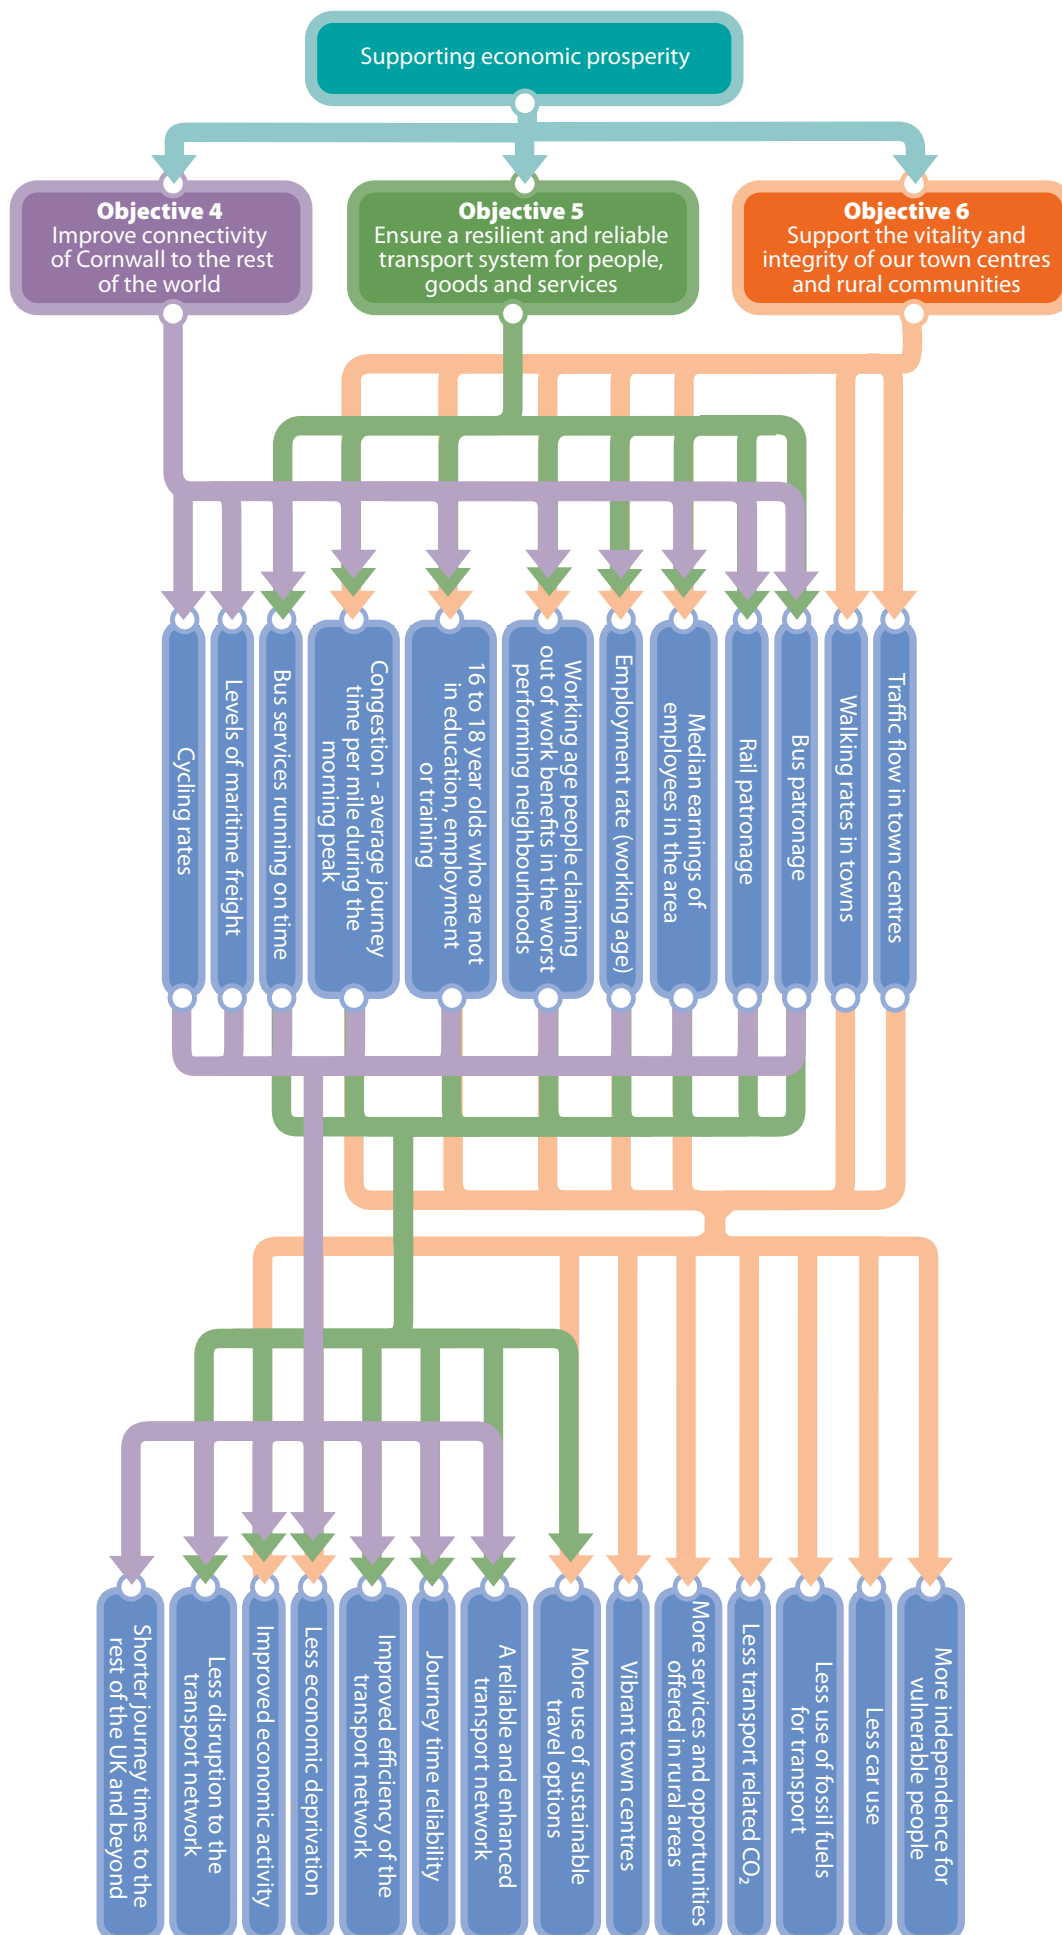 Supporting economic prosperity
Objective 4
Improve connectivity
of Cornwall to the rest
of the world
Objective 5
Ensure a resilient and reliable
transport system for people,
goods and services
Objective 6
Support the vitality and
integrity of our town centres
and rural communities
Cycling rates
Levels of maritime freight
Bus services running on time
Congestion - average journey
time per mile during the
morning peak
16 to 18 year olds who are not
in education, employment
or training
Working age people claiming
out of work benefits in the worst
performing neighbourhoods
Employment rate (working age)
Median earnings of
employees in the area
Rail patronage
Bus patronage
Walking rates in towns
Traffic flow in town centres
Shorter journey times to the
rest of the UK and beyond
Less disruption to the
transport network
Improved economic activity
Less economic deprivation
Improved efficiency of the
transport network
Journey time reliability
A reliable and enhanced
transport network
More use of sustainable
travel options
Vibrant town centres
More services and opportunities
offered in rural areas
Less transport related CO₂
Less use of fossil fuels
for transport
Less car use
More independence for
vulnerable people